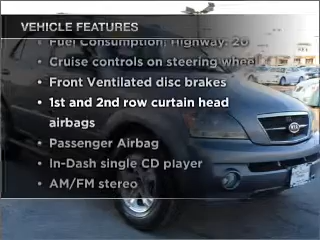 VEHICLE FEATURES
• Fuel Consumption: Highway: 20
• Cruise controls on steering wheel
• Front Ventilated disc brakes
• 1st and 2nd row curtain head
airbags
• Passenger Airbag
• In-Dash single CD player
• AM/FM stereo
KIA